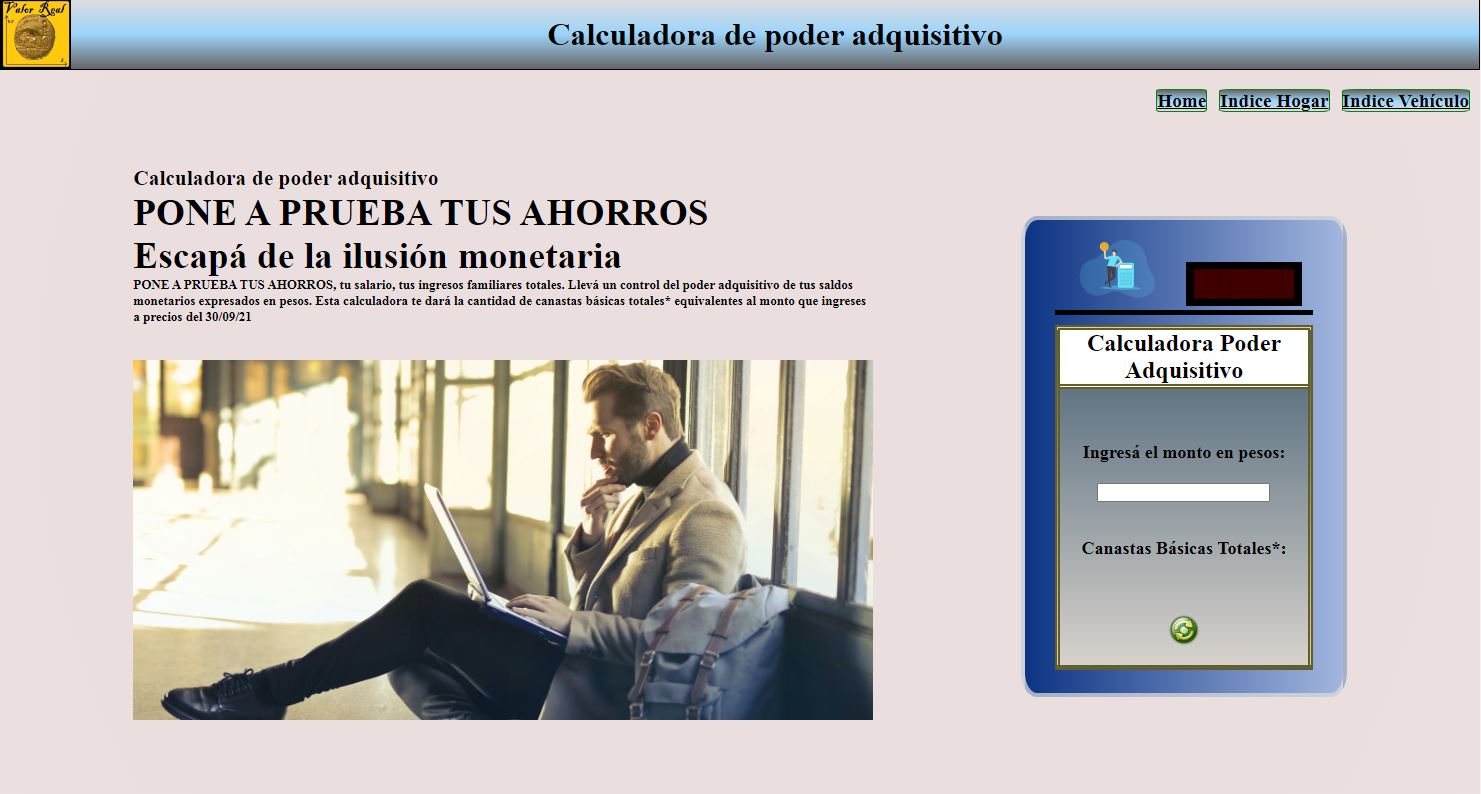 Valor Real
Calculadora de poder adquisitivo
Home Indice Hogar Indice Vehículo
Calculadora de poder adquisitivo
PONE A PRUEBA TUS AHORROS
Escapá de la ilusión monetaria
PONE A PRUEBA TUS AHORROS, tu salario, tus ingresos familiares totales. Llevá un control del poder adquisitivo de tus saldos
monetarios expresados en pesos. Esta calculadora te dará la cantidad de canastas básicas totales* equivalentes al monto que ingreses
a precios del 30/09/21
Calculadora Poder
Adquisitivo
Ingresá el monto en pesos:
Canastas Básicas Totales*: